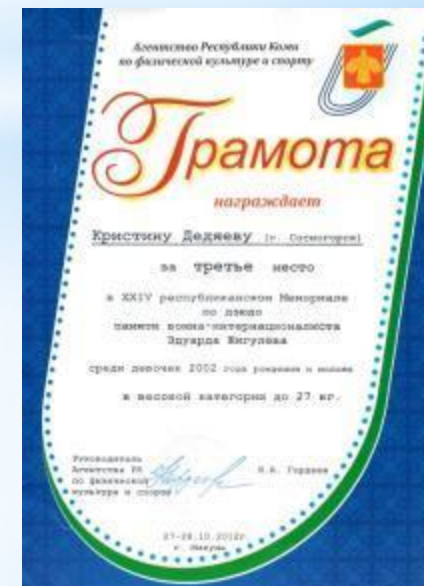 Агентство Республики Коми
по физической культуре и спорту
Грамота
награждает
Кристину Деляеву (г. Сосногорск)
за третье место
в XXIV республиканском Мемориале
по дзюдо
памяти воина-интернационалиста
Эдуарда Жигулева
среди девочек 2002 года рождения и моложе
в весовой категории до 27 кг.
Руководитель
Агентства РК
по физической
культуре и спорту
Н.А. Гордеев
27-28.10.2012г.
г. Микунь